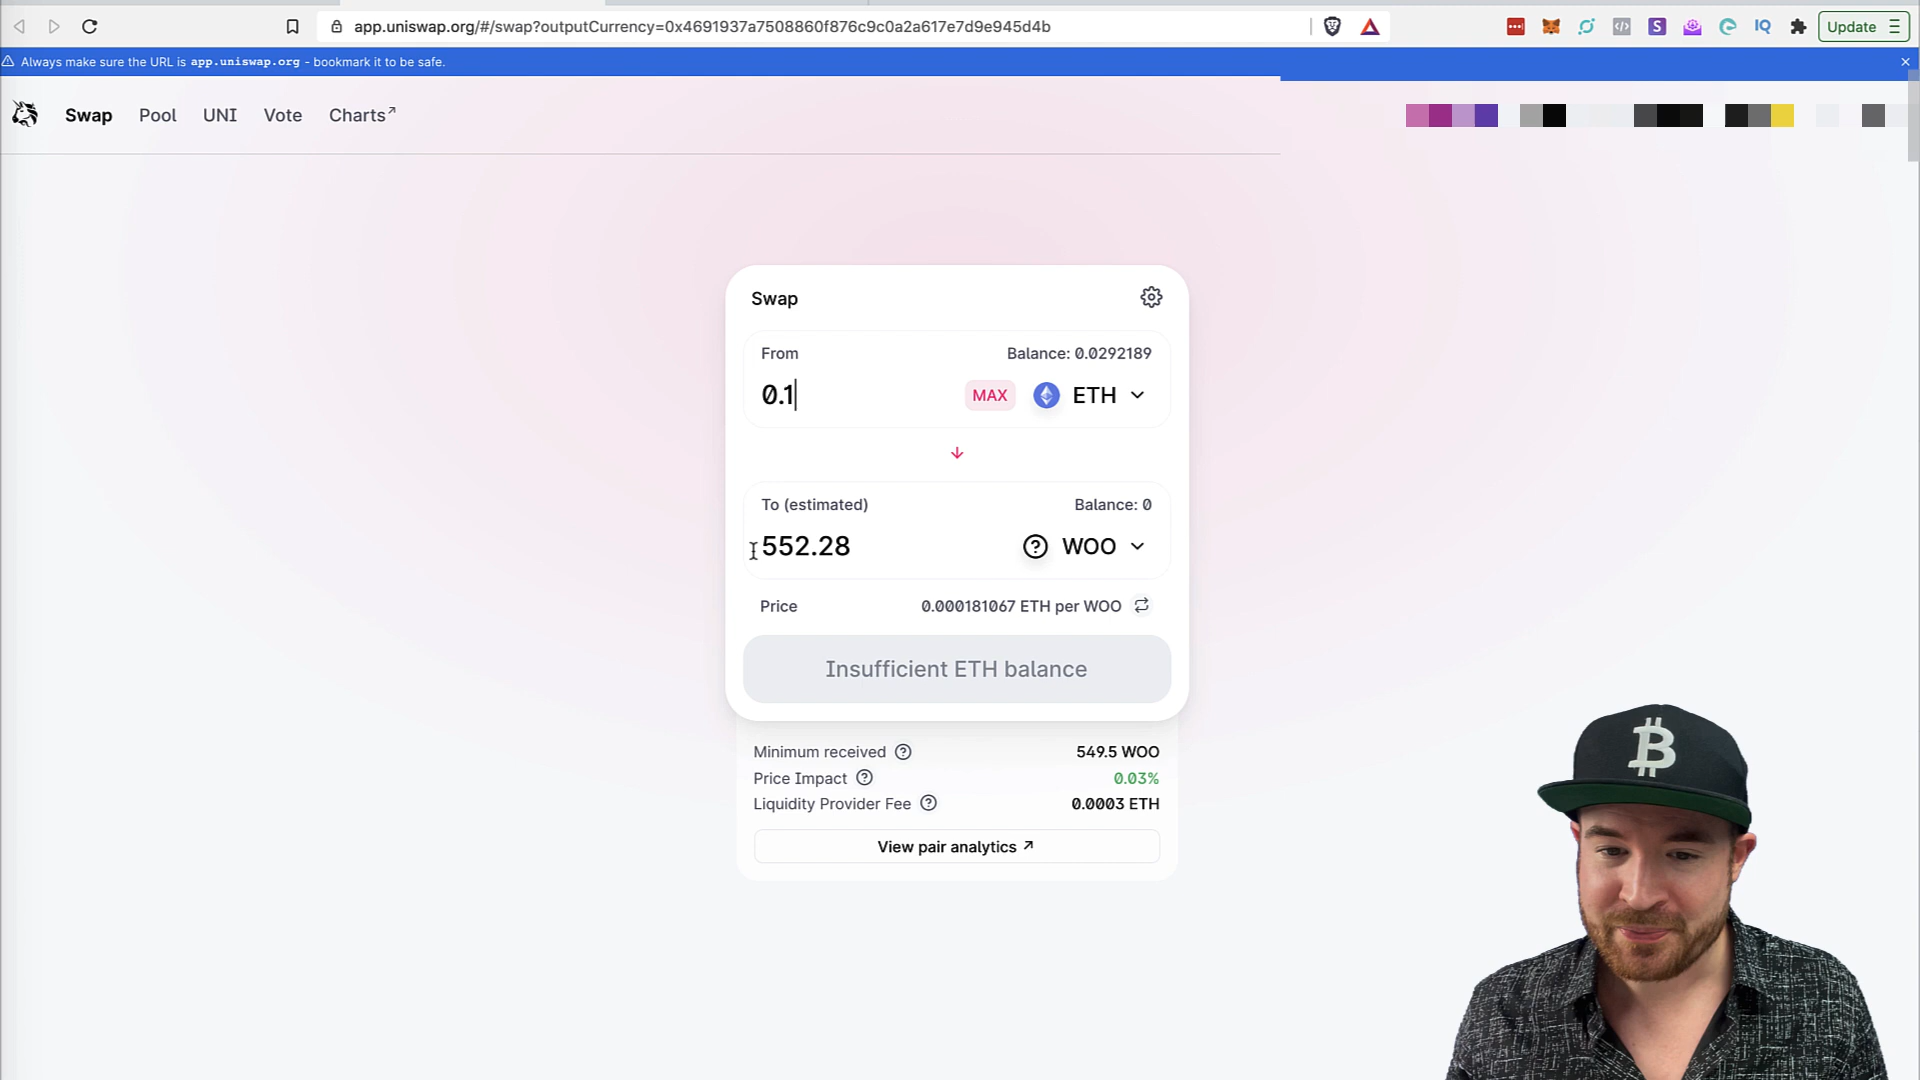 app.uniswap.org/#/swap?outputCurrency=0x4691937a7508860f876c9c0a2a617e7d9e945d4b
Update
Always make sure the URL is app.uniswap.org - bookmark it to be safe.
Swap Pool UNI Vote Charts↗
Swap
From Balance: 0.0292189
0.1 MAX ETH
To (estimated) Balance: 0
552.28 WOO
Price 0.000181067 ETH per WOO
Insufficient ETH balance
Minimum received 549.5 WOO
Price Impact 0.03%
Liquidity Provider Fee 0.0003 ETH
View pair analytics ↗